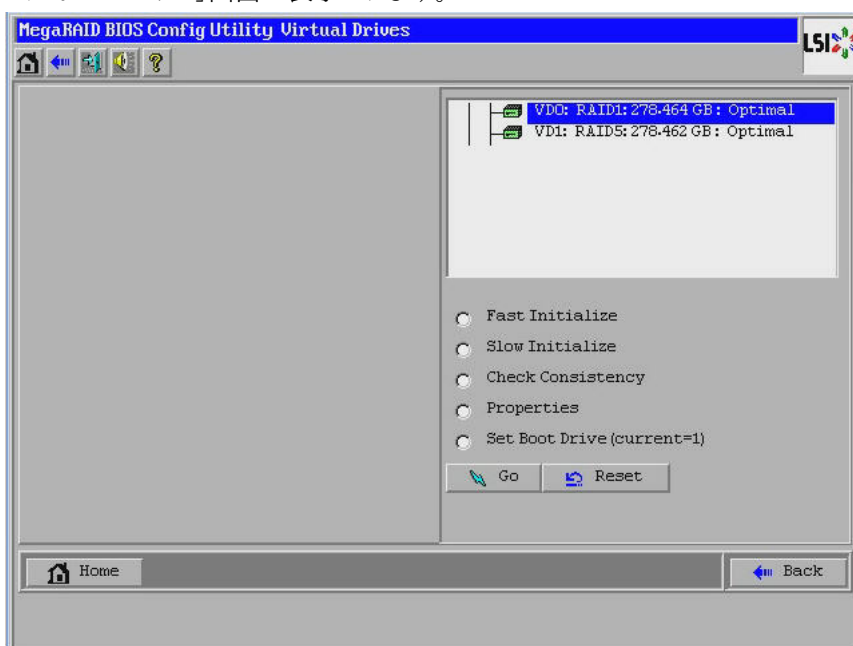 MegaRAID BIOS Config Utility Virtual Drives
LSI
VD0: RAID1: 278.464 GB: Optimal
VD1: RAID5: 278.462 GB: Optimal
Fast Initialize
Slow Initialize
Check Consistency
Properties
Set Boot Drive (current=1)
Go Reset
Home Back